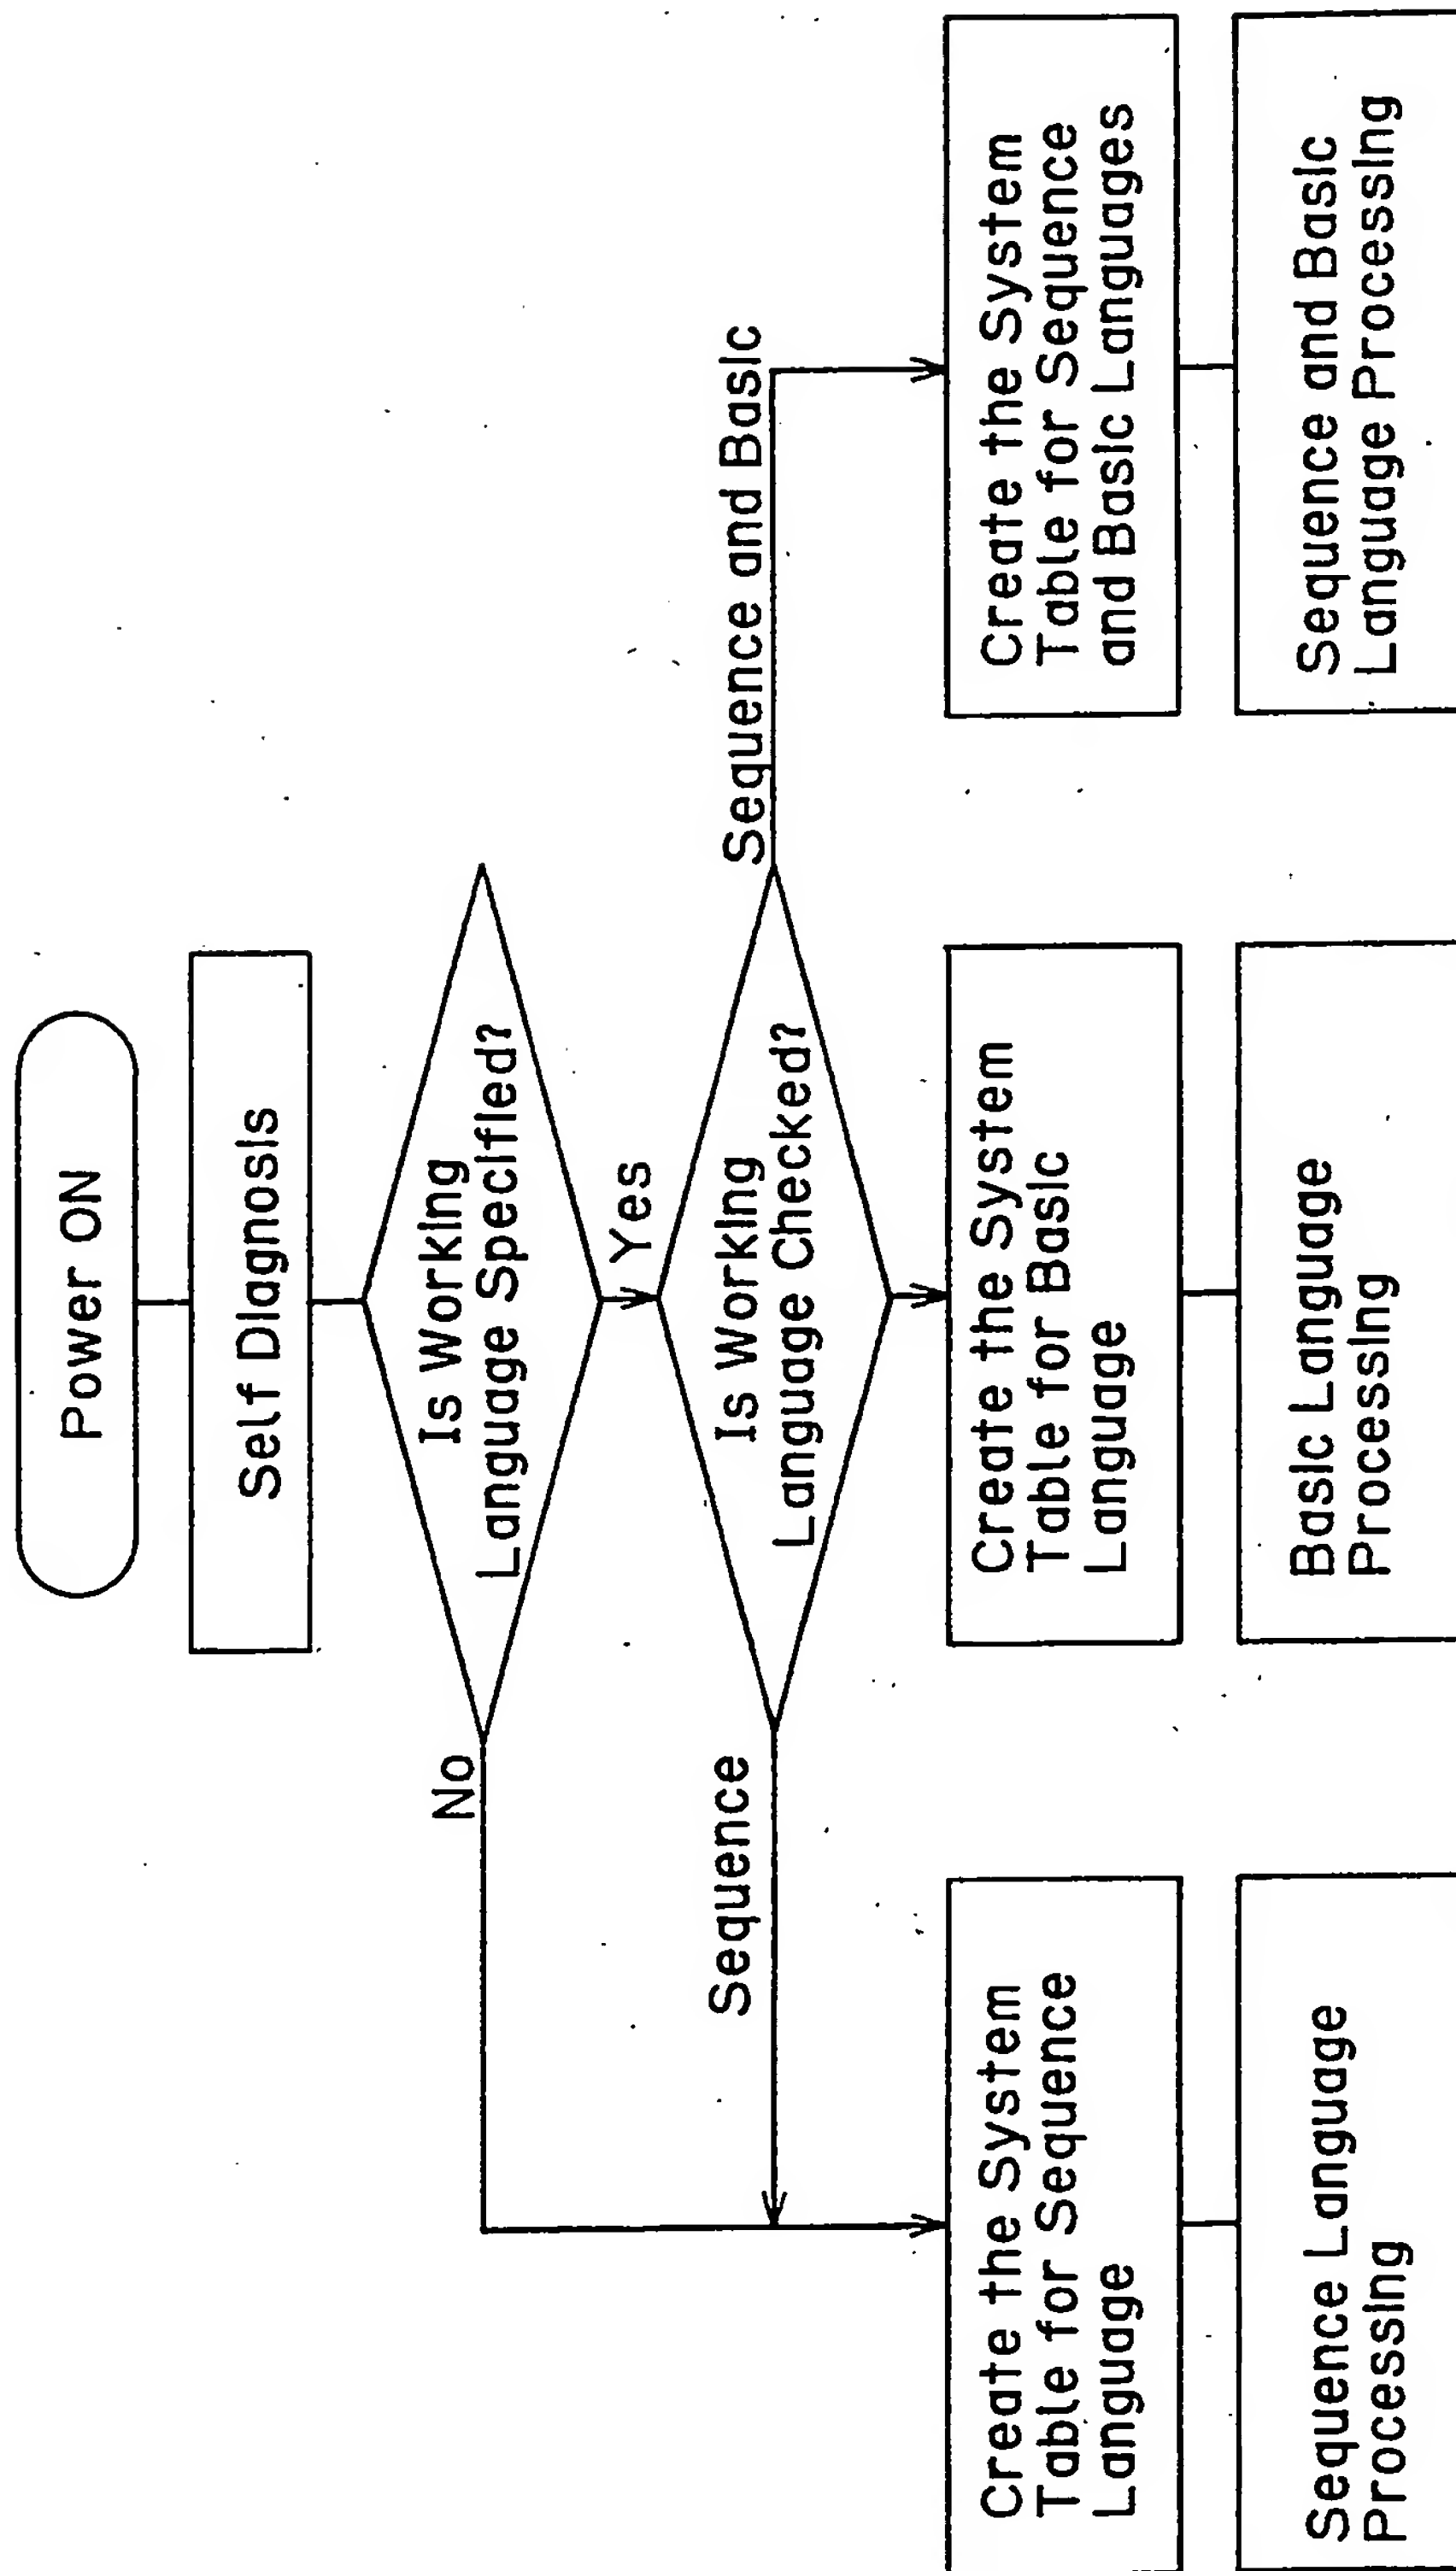 Power ON
Self Diagnosis
Is Working
Language Specified?
No
Yes
Is Working
Language Checked?
Sequence
Sequence and Basic
Create the System
Table for Sequence
Language
Create the System
Table for Basic
Language
Create the System
Table for Sequence
and Basic Languages
Sequence Language
Processing
Basic Language
Processing
Sequence and Basic
Language Processing